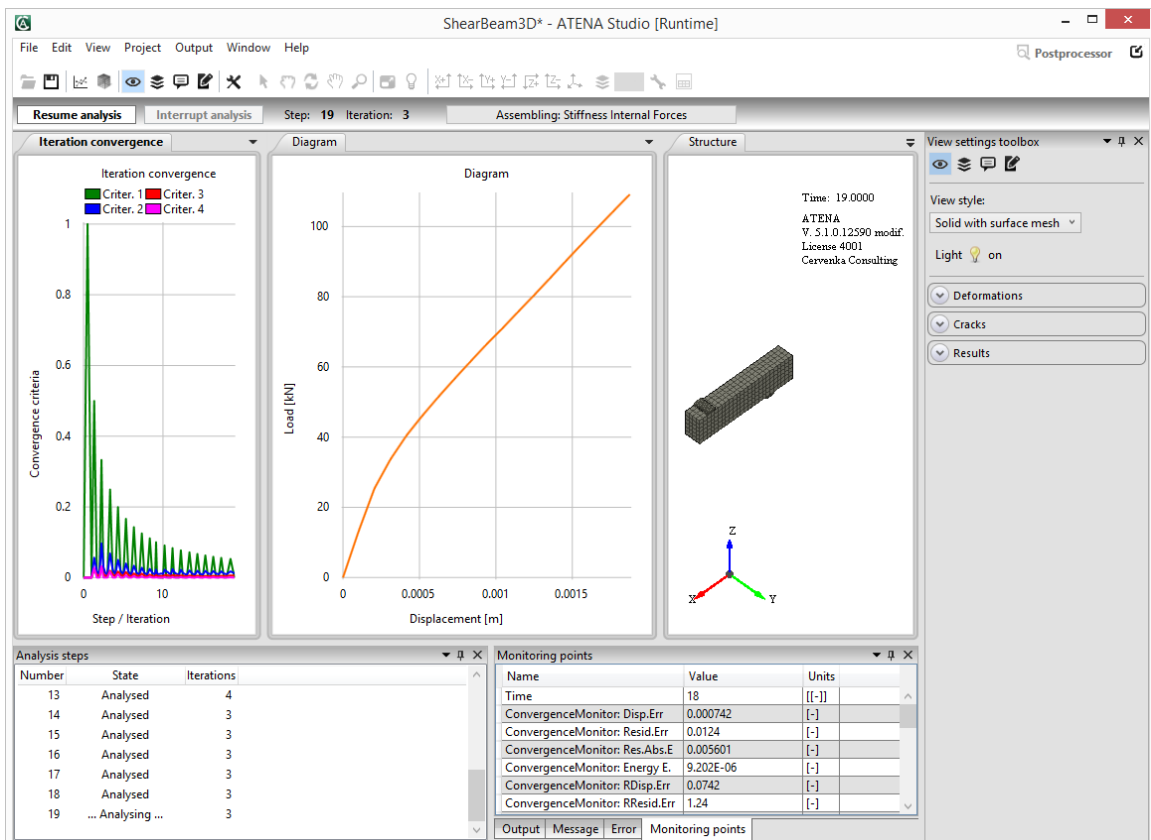 ShearBeam3D* - ATENA Studio [Runtime]
File Edit View Project Output Window Help
Postprocessor
Resume analysis Interrupt analysis Step: 19 Iteration: 3 Assembling: Stiffness Internal Forces
Iteration convergence
Iteration convergence
Criter. 1 Criter. 3
Criter. 2 Criter. 4
1
0.8
0.6
0.4
0.2
0
0 10
Convergence criteria
Step / Iteration
Diagram
Diagram
100
80
60
40
20
0
0 0.0005 0.001 0.0015
Load [kN]
Displacement [m]
Structure
Time: 19.0000
ATENA
V. 5.1.0.12590 modif.
License 4001
Cervenka Consulting
Z
X Y
View settings toolbox
View style:
Solid with surface mesh
Light on
Deformations
Cracks
Results
Analysis steps
Number State Iterations
13 Analysed 4
14 Analysed 3
15 Analysed 3
16 Analysed 3
17 Analysed 3
18 Analysed 3
19 ... Analysing ... 3
Monitoring points
Name Value Units
Time 18 [[-]]
ConvergenceMonitor: Disp.Err 0.000742 [-]
ConvergenceMonitor: Resid.Err 0.0124 [-]
ConvergenceMonitor: Res.Abs.E 0.005601 [-]
ConvergenceMonitor: Energy E. 9.202E-06 [-]
ConvergenceMonitor: RDisp.Err 0.0742 [-]
ConvergenceMonitor: RResid.Err 1.24 [-]
Output Message Error Monitoring points